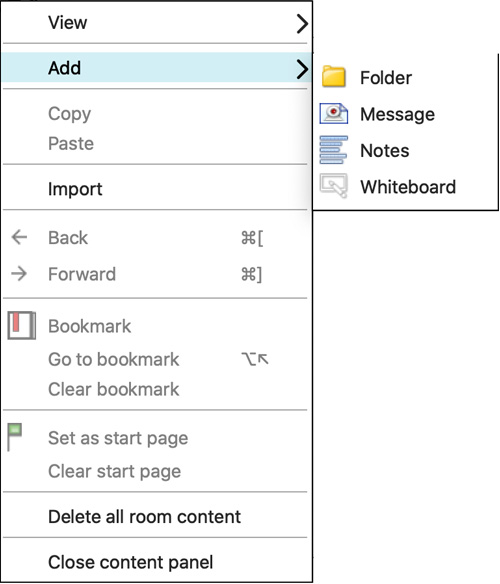 View
Add
Folder
Message
Notes
Whiteboard
Copy
Paste
Import
Back ⌘[
Forward ⌘]
Bookmark
Go to bookmark ⌥↖
Clear bookmark
Set as start page
Clear start page
Delete all room content
Close content panel